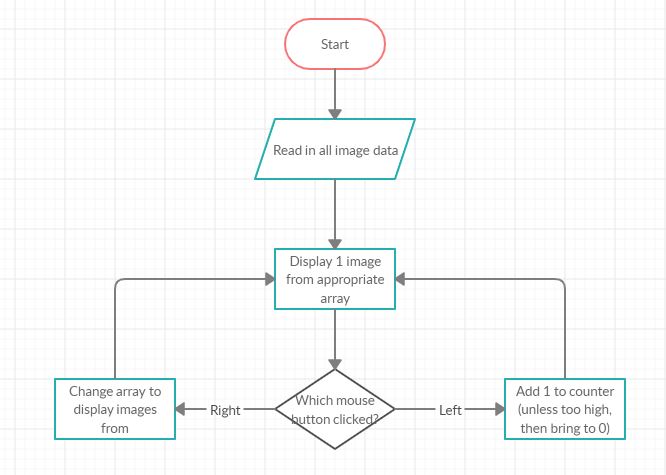 Start
Read in all image data
Display 1 image
from appropriate
array
Change array to
display images
from
Right
Which mouse
button clicked?
Left
Add 1 to counter
(unless too high,
then bring to 0)